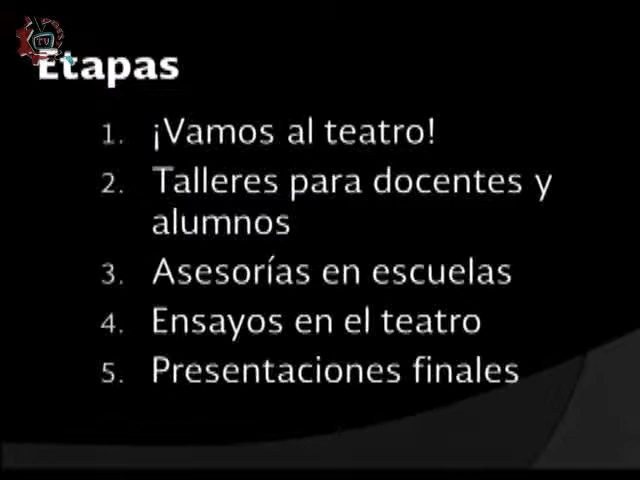 TV
Etapas
1. ¡Vamos al teatro!
2. Talleres para docentes y
alumnos
3. Asesorías en escuelas
4. Ensayos en el teatro
5. Presentaciones finales